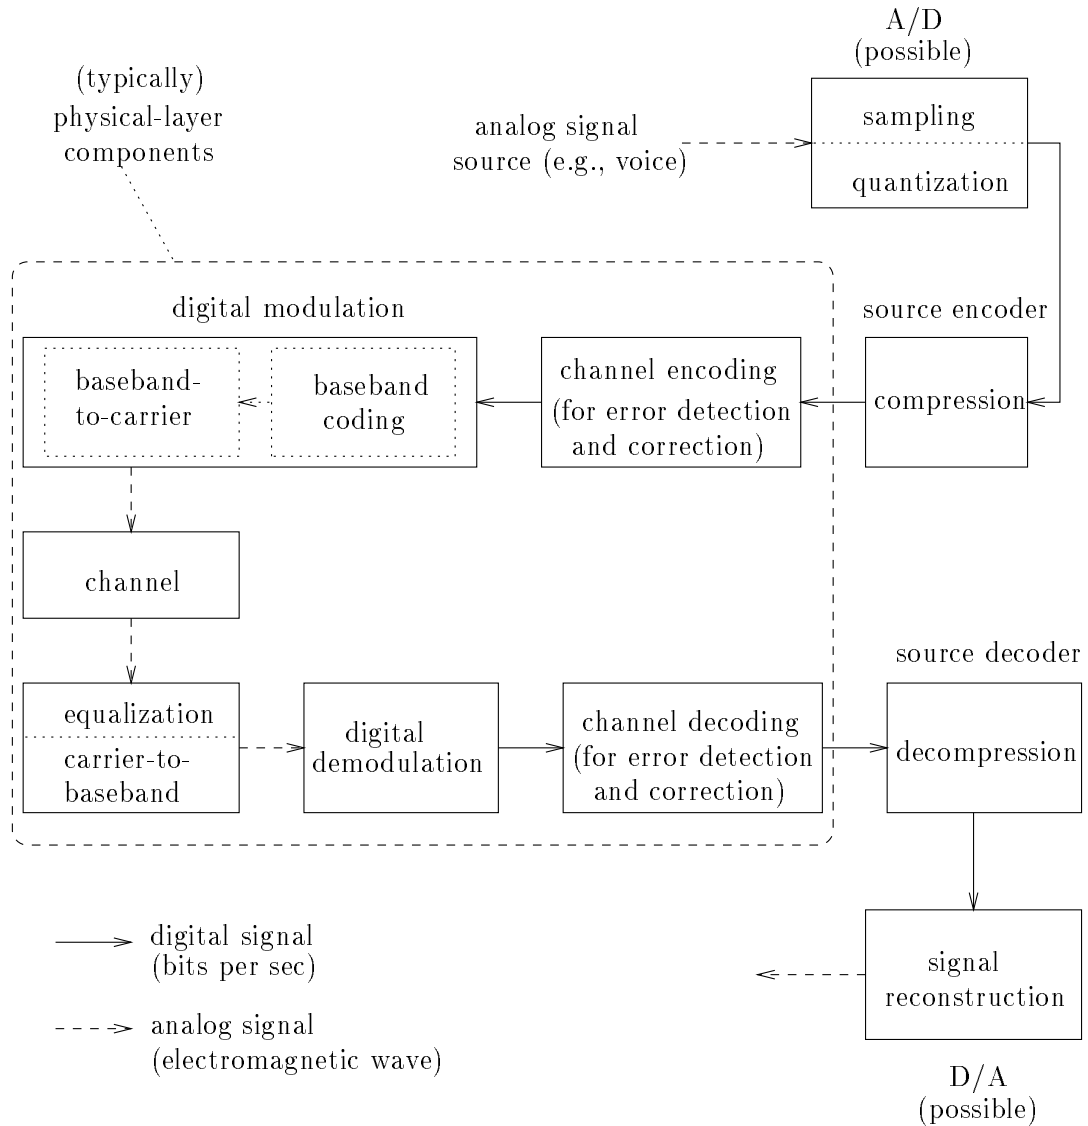 A/D
(possible)
(typically)
physical-layer
components
analog signal
source (e.g., voice)
sampling
quantization
digital modulation
source encoder
baseband-
to-carrier
baseband
coding
channel encoding
(for error detection
and correction)
compression
channel
source decoder
equalization
carrier-to-
baseband
digital
demodulation
channel decoding
(for error detection
and correction)
decompression
digital signal
(bits per sec)
analog signal
(electromagnetic wave)
signal
reconstruction
D/A
(possible)